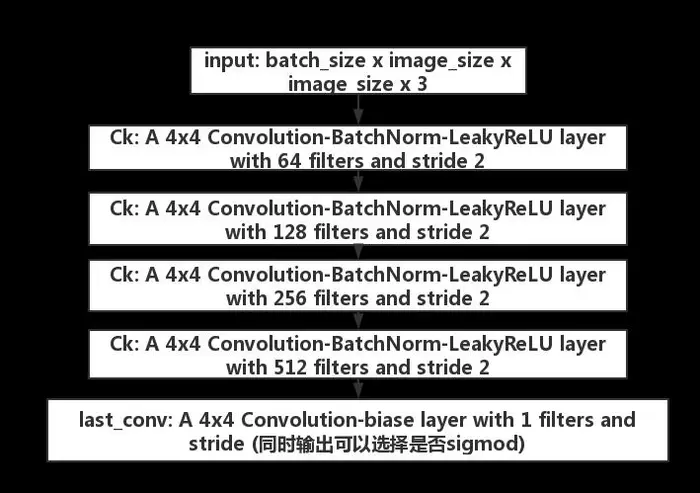 input: batch_size x image_size x
image_size x 3
Ck: A 4x4 Convolution-BatchNorm-LeakyReLU layer
with 64 filters and stride 2
Ck: A 4x4 Convolution-BatchNorm-LeakyReLU layer
with 128 filters and stride 2
Ck: A 4x4 Convolution-BatchNorm-LeakyReLU layer
with 256 filters and stride 2
Ck: A 4x4 Convolution-BatchNorm-LeakyReLU layer
with 512 filters and stride 2
last_conv: A 4x4 Convolution-biase layer with 1 filters and
stride (同时输出可以选择是否sigmod)